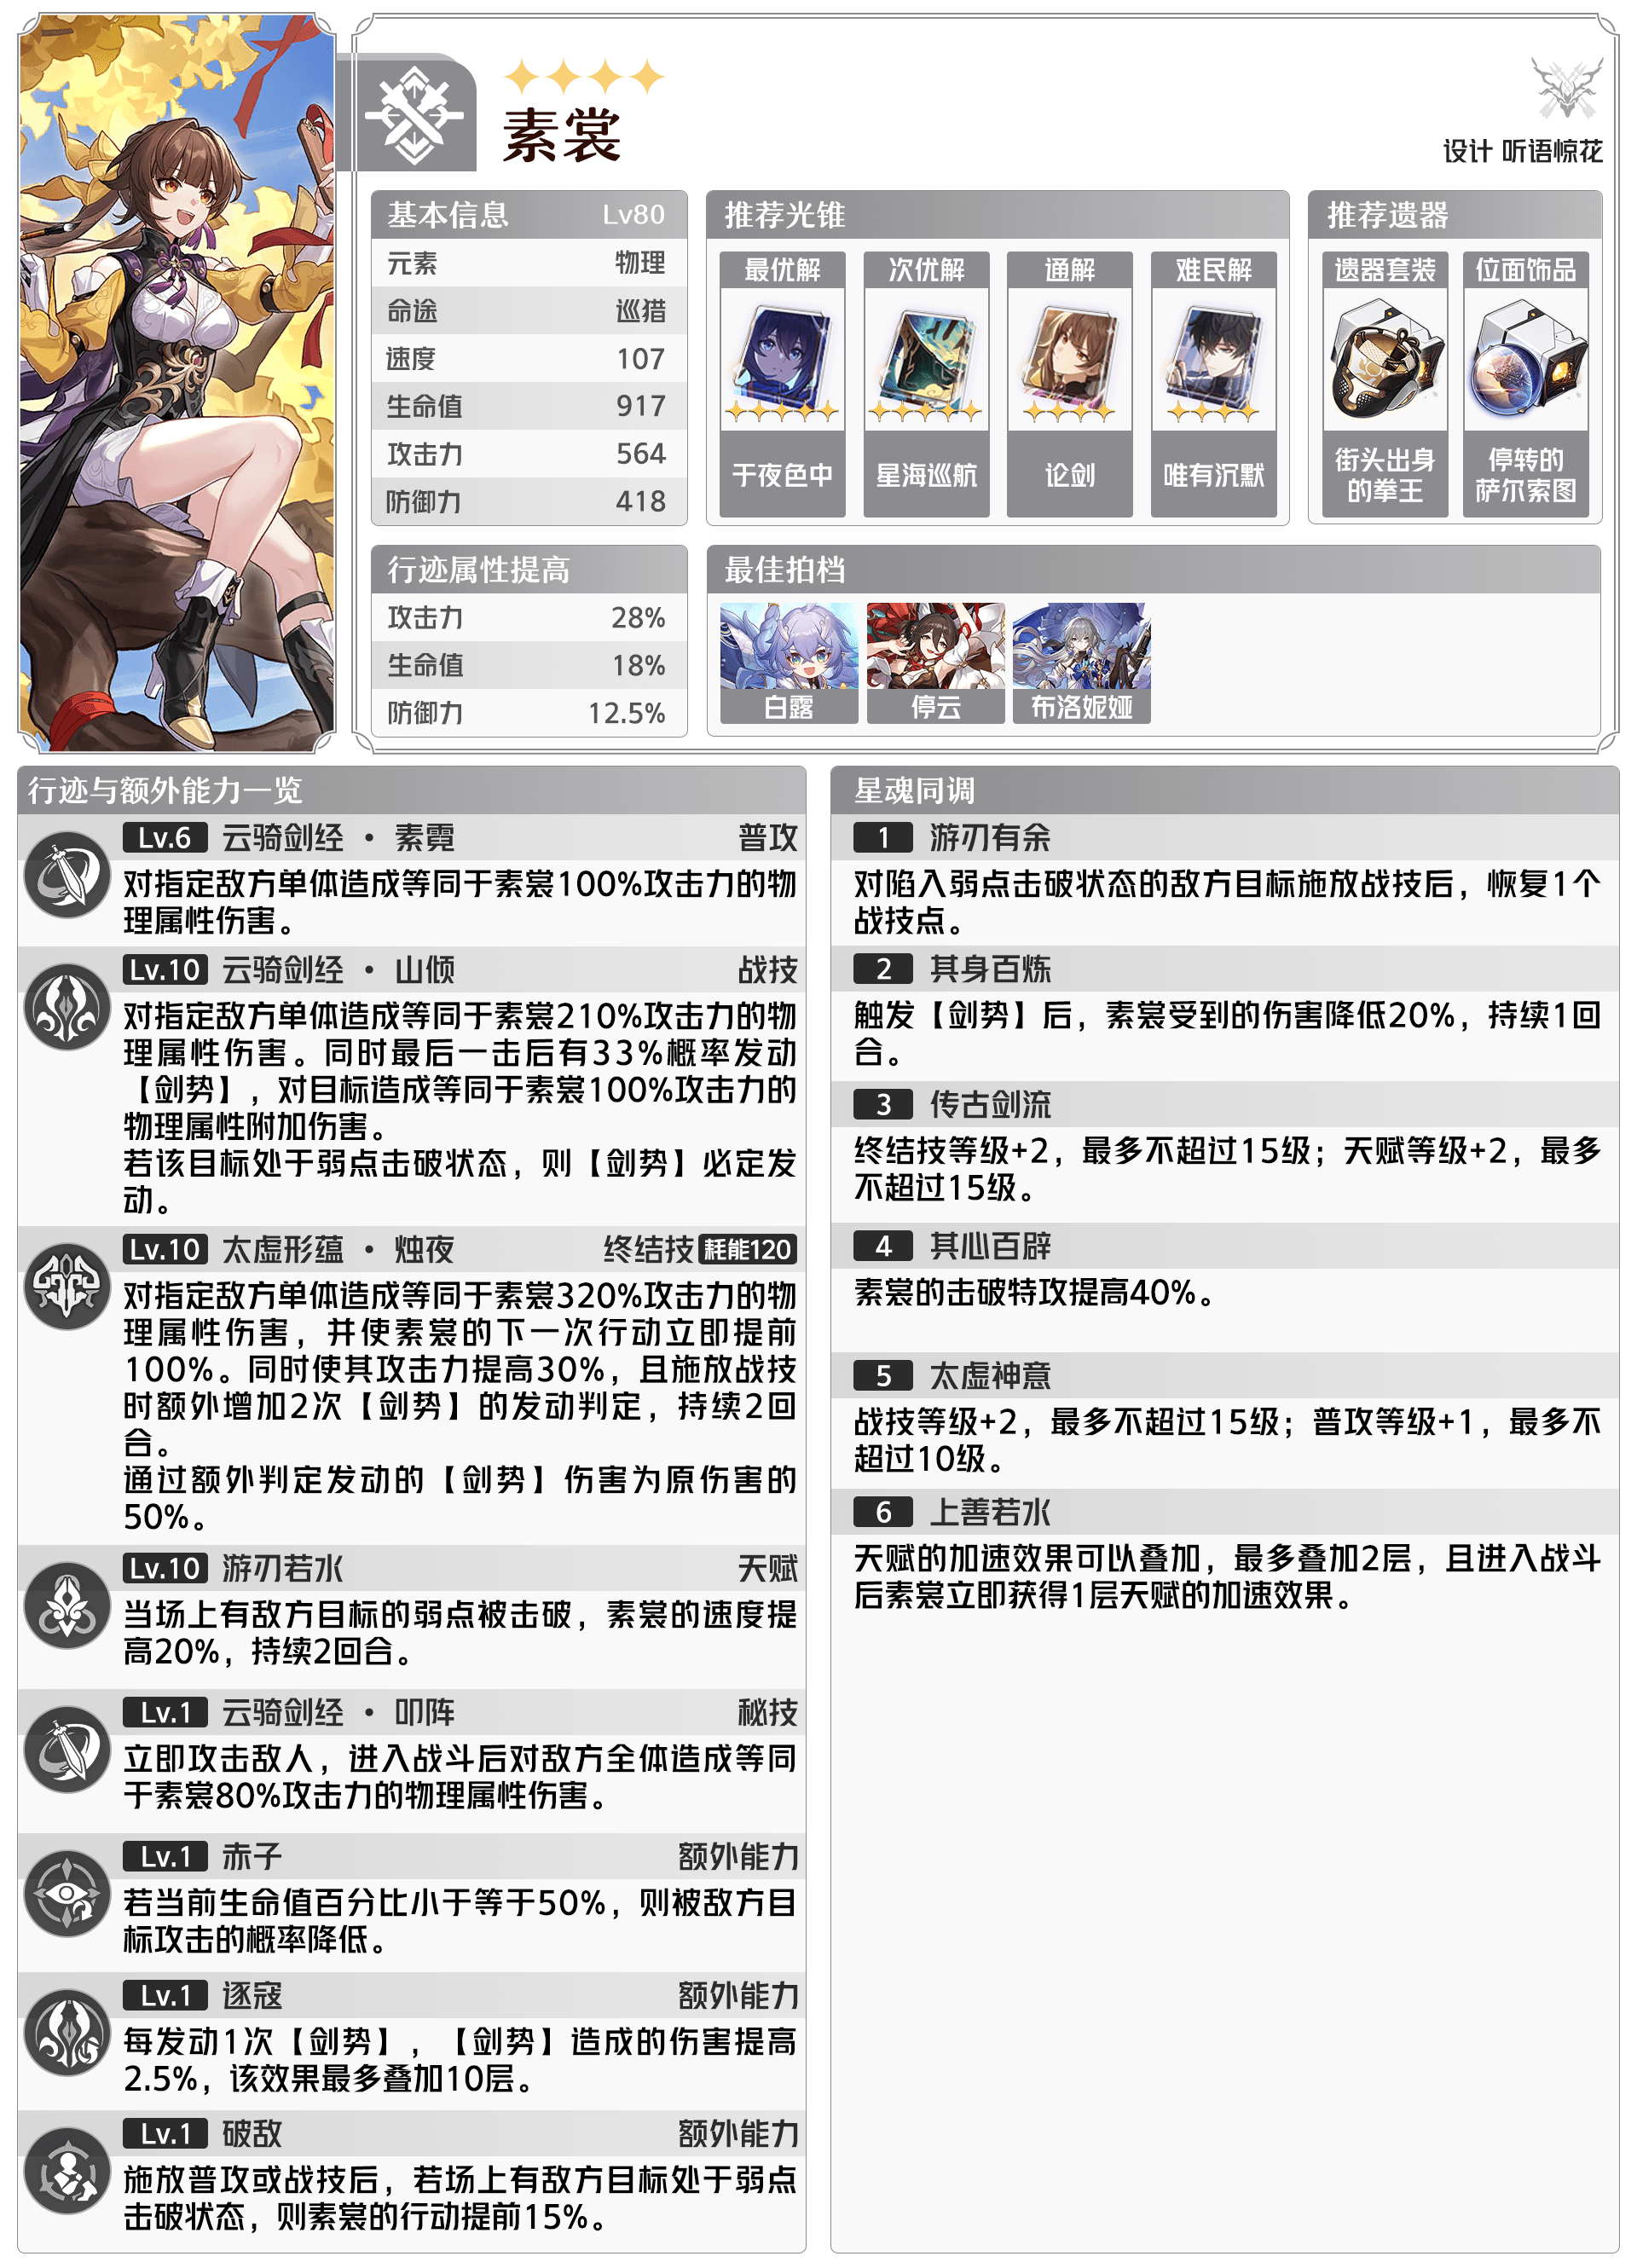 素裳
设计 听语惊花
基本信息 Lv80
元素 物理
命途 巡猎
速度 107
生命值 917
攻击力 564
防御力 418
推荐光锥
最优解 次优解 通解 难民解
于夜色中 星海巡航 论剑 唯有沉默
推荐遗器
遗器套装 位面饰品
街头出身 停转的
的拳王 萨尔索图
行迹属性提高
攻击力 28%
生命值 18%
防御力 12.5%
最佳拍档
白露 停云 布洛妮娅
行迹与额外能力一览
Lv.6 云骑剑经 · 素霓 普攻
对指定敌方单体造成等同于素裳100%攻击力的物
理属性伤害。
Lv.10 云骑剑经 · 山倾 战技
对指定敌方单体造成等同于素裳210%攻击力的物
理属性伤害。同时最后一击后有33%概率发动
【剑势】，对目标造成等同于素裳100%攻击力的
物理属性附加伤害。
若该目标处于弱点击破状态，则【剑势】必定发
动。
Lv.10 太虚形蕴 · 烛夜 终结技 耗能120
对指定敌方单体造成等同于素裳320%攻击力的物
理属性伤害，并使素裳的下一次行动立即提前
100%。同时使其攻击力提高30%，且施放战技
时额外增加2次【剑势】的发动判定，持续2回
合。
通过额外判定发动的【剑势】伤害为原伤害的
50%。
Lv.10 游刃若水 天赋
当场上有敌方目标的弱点被击破，素裳的速度提
高20%，持续2回合。
Lv.1 云骑剑经 · 叩阵 秘技
立即攻击敌人，进入战斗后对敌方全体造成等同
于素裳80%攻击力的物理属性伤害。
Lv.1 赤子 额外能力
若当前生命值百分比小于等于50%，则被敌方目
标攻击的概率降低。
Lv.1 逐寇 额外能力
每发动1次【剑势】，【剑势】造成的伤害提高
2.5%，该效果最多叠加10层。
Lv.1 破敌 额外能力
施放普攻或战技后，若场上有敌方目标处于弱点
击破状态，则素裳的行动提前15%。
星魂同调
1 游刃有余
对陷入弱点击破状态的敌方目标施放战技后，恢复1个
战技点。
2 其身百炼
触发【剑势】后，素裳受到的伤害降低20%，持续1回
合。
3 传古剑流
终结技等级+2，最多不超过15级；天赋等级+2，最多
不超过15级。
4 其心百辟
素裳的击破特攻提高40%。
5 太虚神意
战技等级+2，最多不超过15级；普攻等级+1，最多不
超过10级。
6 上善若水
天赋的加速效果可以叠加，最多叠加2层，且进入战斗
后素裳立即获得1层天赋的加速效果。